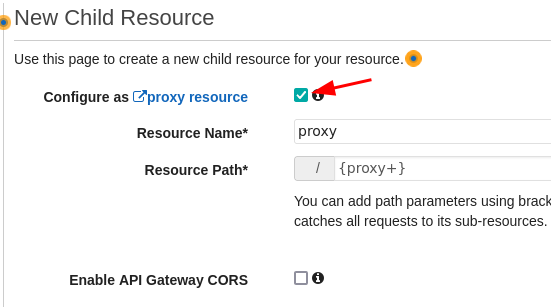 New Child Resource
Use this page to create a new child resource for your resource.
Configure as proxy resource
Resource Name*
proxy
Resource Path*
/ {proxy+}
You can add path parameters using brack
catches all requests to its sub-resources.
Enable API Gateway CORS